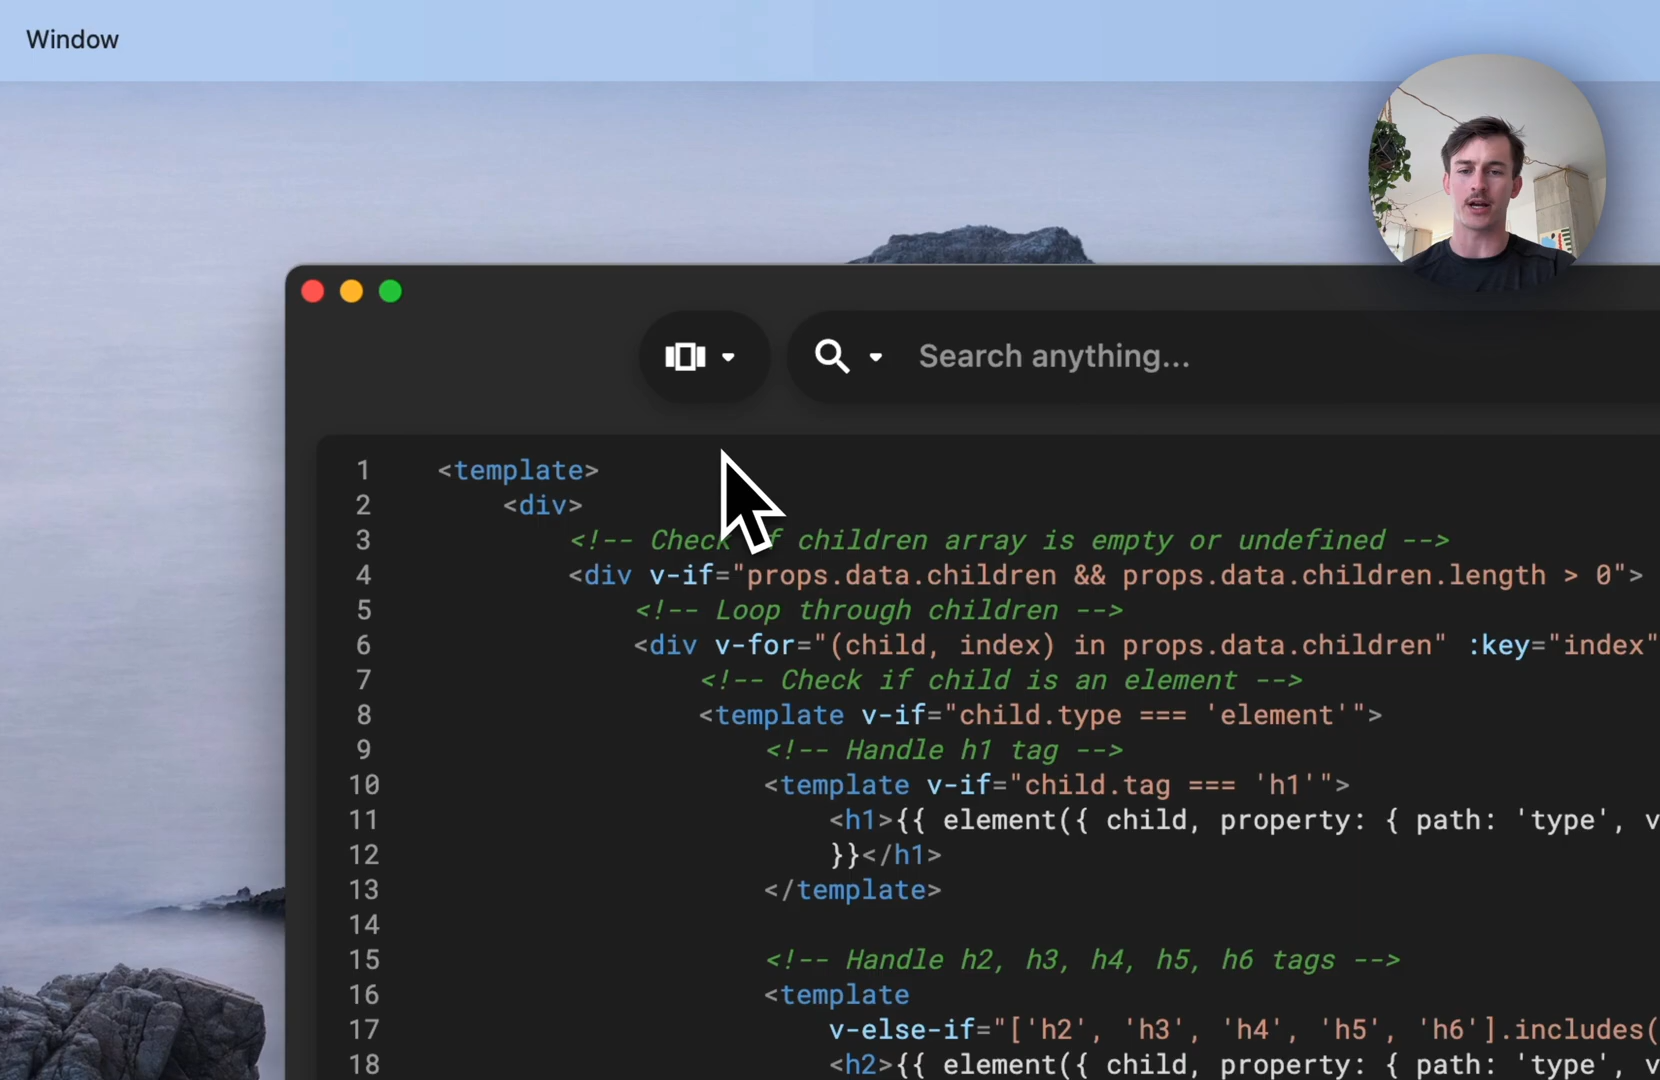 Window
Search anything...
1 <template>
2 <div>
3 <!-- Check if children array is empty or undefined -->
4 <div v-if="props.data.children && props.data.children.length > 0">
5 <!-- Loop through children -->
6 <div v-for="(child, index) in props.data.children" :key="index"
7 <!-- Check if child is an element -->
8 <template v-if="child.type === 'element'">
9 <!-- Handle h1 tag -->
10 <template v-if="child.tag === 'h1'">
11 <h1>{{ element({ child, property: { path: 'type', v
12 }}</h1>
13 </template>
14
15 <!-- Handle h2, h3, h4, h5, h6 tags -->
16 <template
17 v-else-if="['h2', 'h3', 'h4', 'h5', 'h6'].includes(
18 <h2>{{ element({ child, property: { path: 'type', v